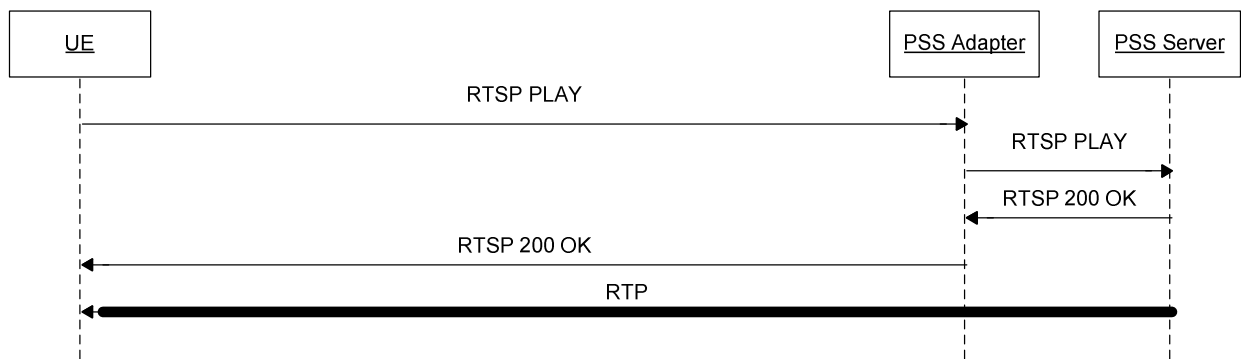 UE
PSS Adapter
PSS Server
RTSP PLAY
RTSP PLAY
RTSP 200 OK
RTSP 200 OK
RTP